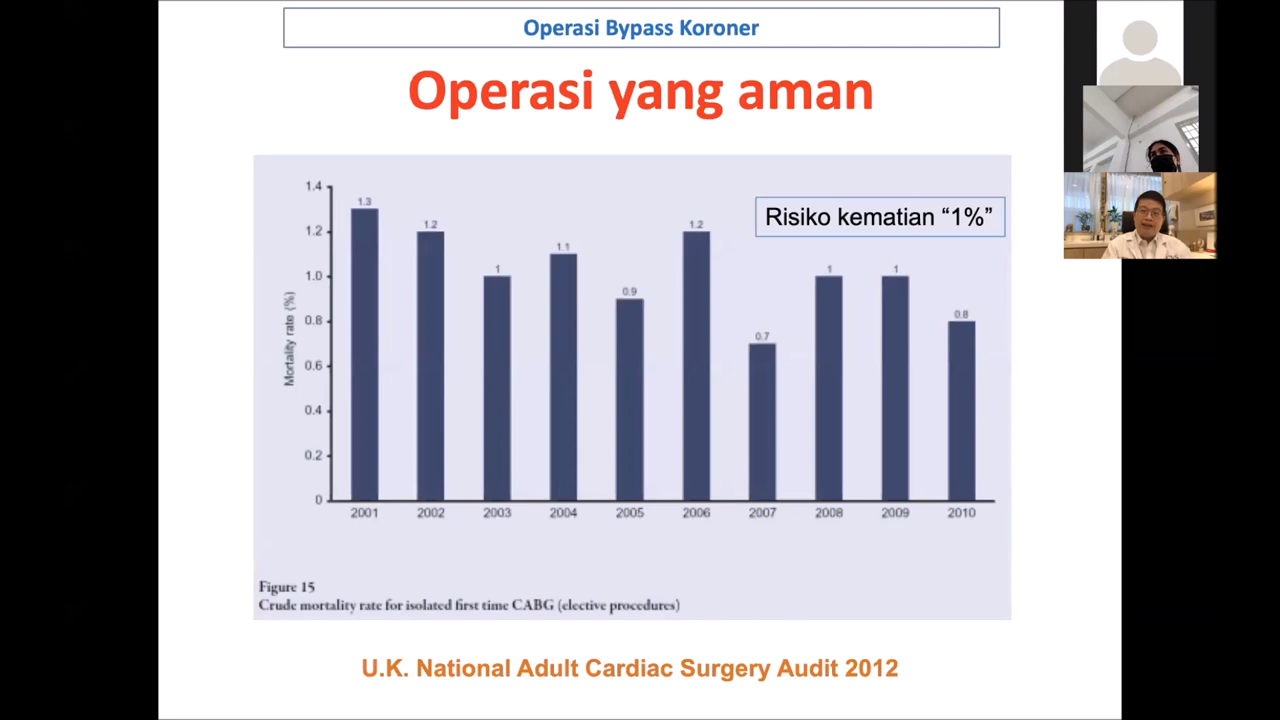 Operasi Bypass Koroner
Operasi yang aman
Risiko kematian “1%”
Mortality rate (%)
1.4
1.2
1.0
0.8
0.6
0.4
0.2
0
1.3
1.2
1
1.1
0.9
1.2
0.7
1
1
0.8
2001 2002 2003 2004 2005 2006 2007 2008 2009 2010
Figure 15
Crude mortality rate for isolated first time CABG (elective procedures)
U.K. National Adult Cardiac Surgery Audit 2012